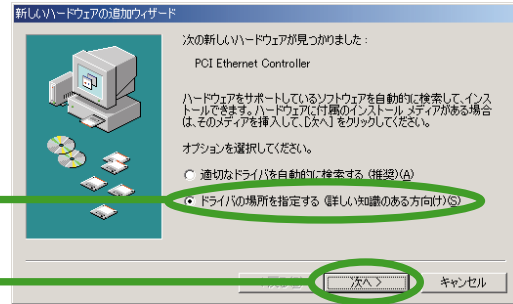 新しいハードウェアの追加ウィザード
次の新しいハードウェアが見つかりました：
PCI Ethernet Controller
ハードウェアをサポートしているソフトウェアを自動的に検索して、インス
トールできます。ハードウェアに付属のインストール メディアがある場合
は、そのメディアを挿入して、[次へ] をクリックしてください。
オプションを選択してください。
適切なドライバを自動的に検索する (推奨)(A)
ドライバの場所を指定する (詳しい知識のある方向け)(S)
次へ >
キャンセル